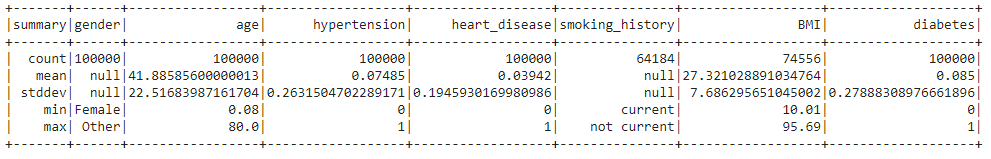 +-------+------+-----------------+------------------+------------------+---------------+-----------------+-------------------+
|summary|gender| age| hypertension| heart_disease|smoking_history| BMI| diabetes|
+-------+------+-----------------+------------------+------------------+---------------+-----------------+-------------------+
| count|100000| 100000| 100000| 100000| 64184| 74556| 100000|
| mean| null|41.88585600000013| 0.07485| 0.03942| null|27.321028891034764| 0.085|
| stddev| null|22.51683987161704|0.2631504702289171|0.1945930169980986| null| 7.686295651045002|0.27888308976661896|
| min|Female| 0.08| 0| 0| current| 10.01| 0|
| max| Other| 80.0| 1| 1| not current| 95.69| 1|
+-------+------+-----------------+------------------+------------------+---------------+-----------------+-------------------+